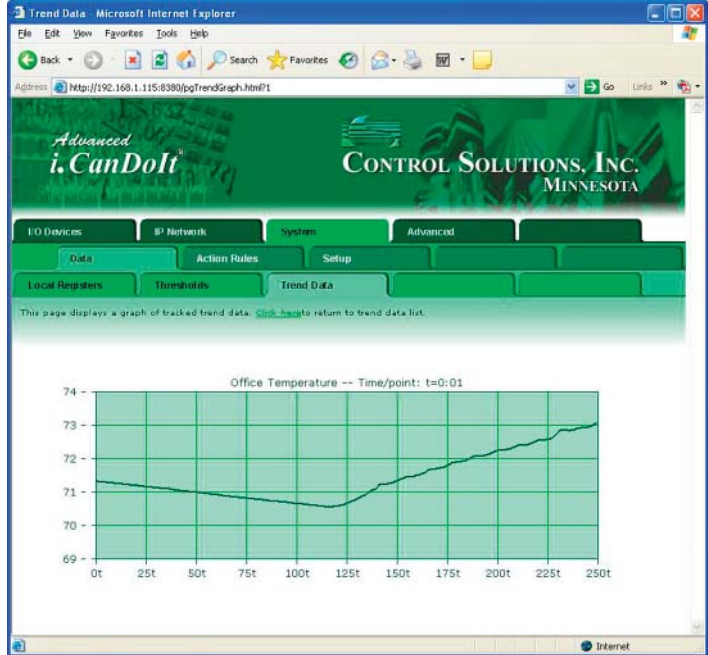 Trend Data - Microsoft Internet Explorer
File Edit View Favorites Tools Help
Back Search Favorites
Address http://192.168.1.115:8380/pgTrendGraph.html?1 Go Links »
Advanced
i.CanDoIt
CONTROL SOLUTIONS, INC.
MINNESOTA
I/O Devices IP Network System Advanced
Data Action Rules Setup
Local Registers Thresholds Trend Data
This page displays a graph of tracked trend data. Click here to return to trend data list.
Office Temperature -- Time/point: t=0:01
74
73
72
71
70
69
0t 25t 50t 75t 100t 125t 150t 175t 200t 225t 250t
Internet